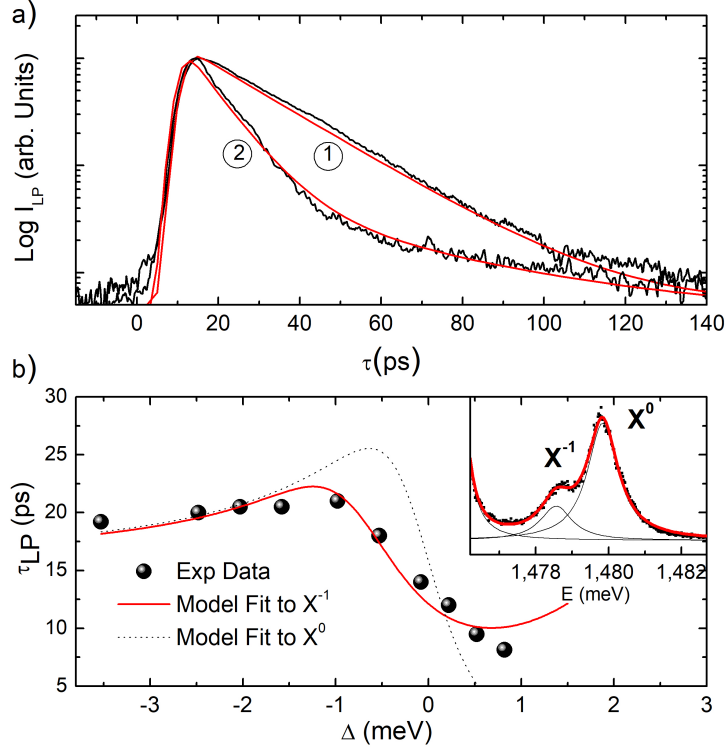 a)
Log I_LP (arb. Units)
1
2
0 20 40 60 80 100 120 140
τ(ps)
b)
τ_LP (ps)
30
25
20
15
10
5
Exp Data
Model Fit to X^-1
Model Fit to X^0
X^-1
X^0
1,478 1,480 1,482
E (meV)
-3 -2 -1 0 1 2 3
Δ (meV)